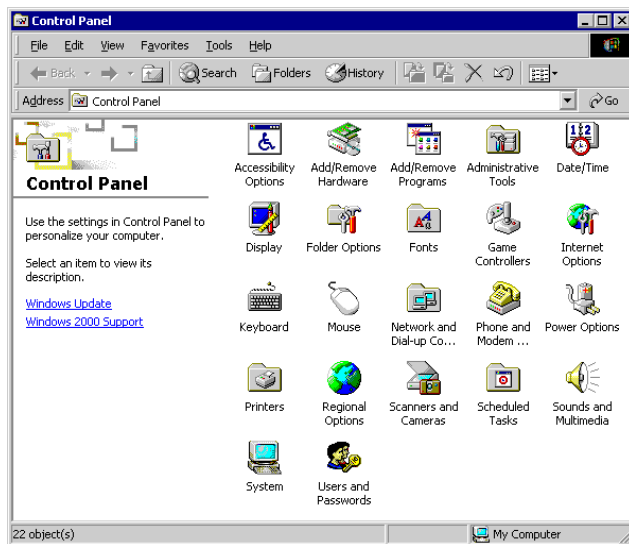 Control Panel
File Edit View Favorites Tools Help
Back Search Folders History
Address Control Panel Go
Control Panel
Use the settings in Control Panel to
personalize your computer.
Select an item to view its
description.
Windows Update
Windows 2000 Support
Accessibility
Options
Add/Remove
Hardware
Add/Remove
Programs
Administrative
Tools
Date/Time
Display
Folder Options
Fonts
Game
Controllers
Internet
Options
Keyboard
Mouse
Network and
Dial-up Co...
Phone and
Modem ...
Power Options
Printers
Regional
Options
Scanners and
Cameras
Scheduled
Tasks
Sounds and
Multimedia
System
Users and
Passwords
22 object(s) My Computer